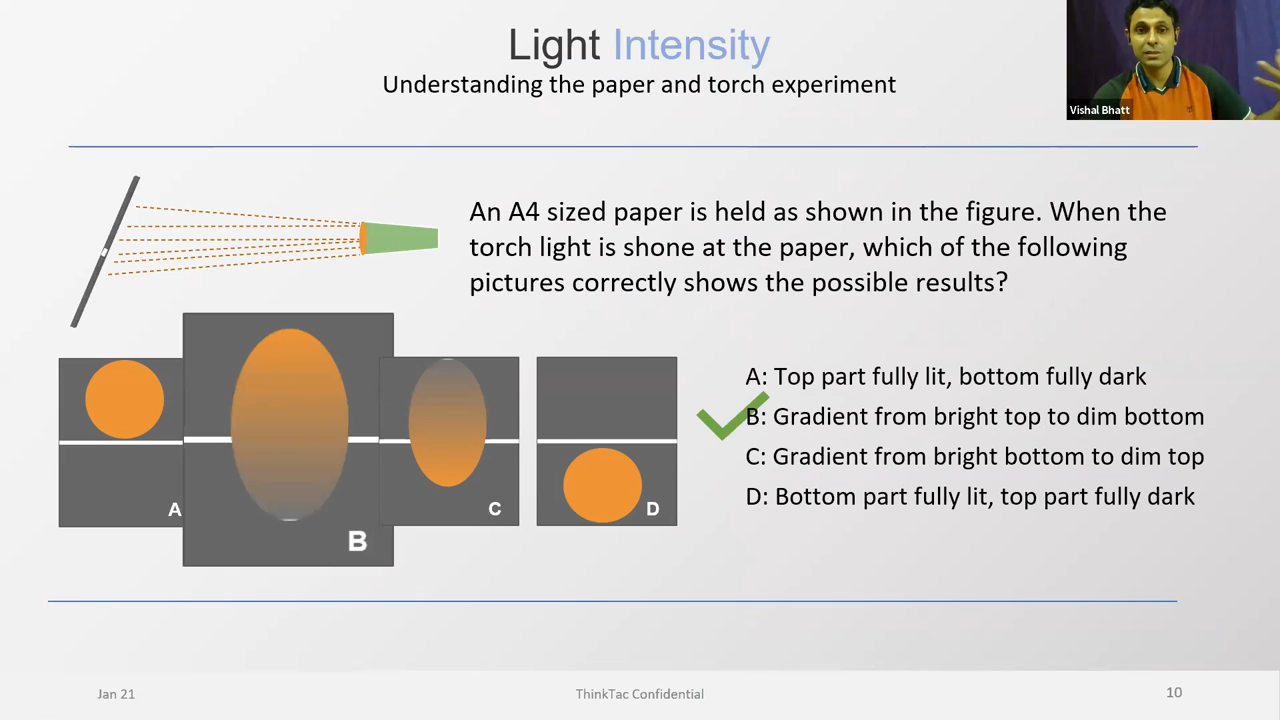 Light Intensity
Understanding the paper and torch experiment
Vishal Bhatt
An A4 sized paper is held as shown in the figure. When the
torch light is shone at the paper, which of the following
pictures correctly shows the possible results?
A
B
C
D
A: Top part fully lit, bottom fully dark
B: Gradient from bright top to dim bottom
C: Gradient from bright bottom to dim top
D: Bottom part fully lit, top part fully dark
Jan 21
ThinkTac Confidential
10